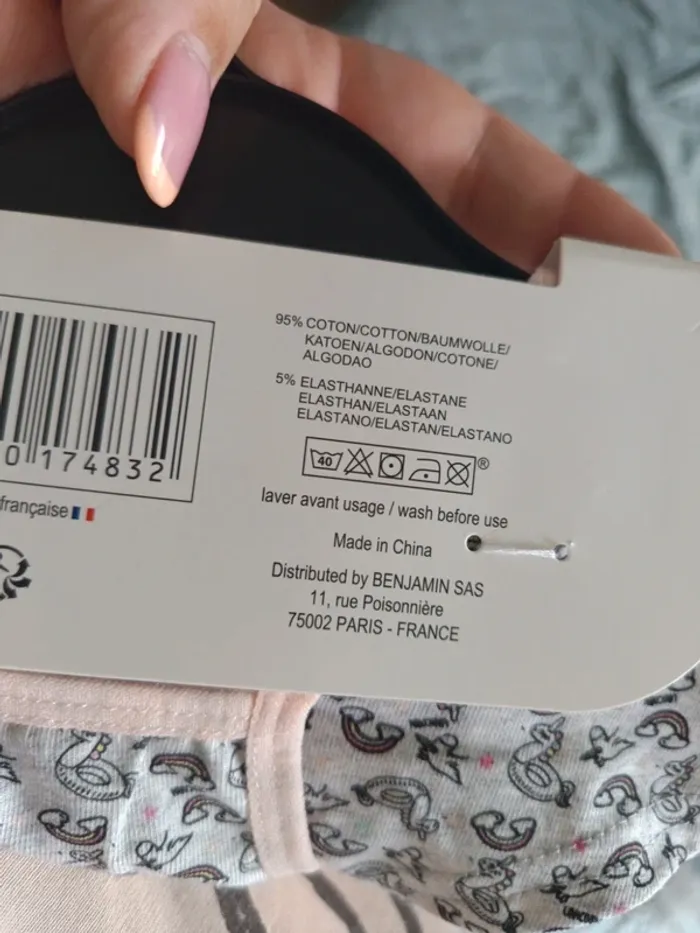 95% COTON/COTTON/BAUMWOLLE/
KATOEN/ALGODON/COTONE/
ALGODAO
5% ELASTHANNE/ELASTANE
ELASTHAN/ELASTAAN
ELASTANO/ELASTAN/ELASTANO
40
®
laver avant usage / wash before use
Made in China
Distributed by BENJAMIN SAS
11, rue Poisonnière
75002 PARIS - FRANCE
0 174832
française